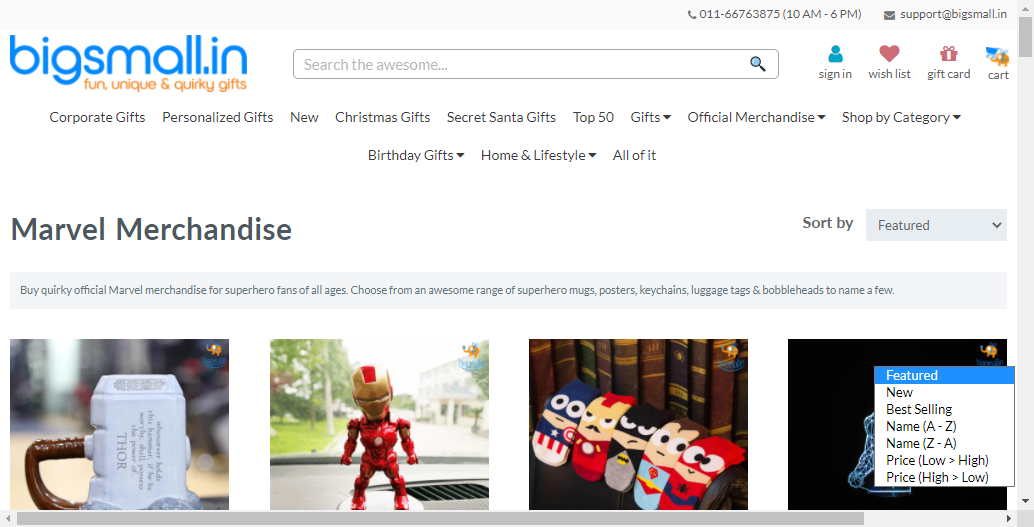 011-66763875 (10 AM - 6 PM) support@bigsmall.in
bigsmall.in
fun, unique & quirky gifts
Search the awesome...
sign in wish list gift card cart
Corporate Gifts Personalized Gifts New Christmas Gifts Secret Santa Gifts Top 50 Gifts Official Merchandise Shop by Category
Birthday Gifts Home & Lifestyle All of it
Marvel Merchandise
Sort by Featured
Buy quirky official Marvel merchandise for superhero fans of all ages. Choose from an awesome range of superhero mugs, posters, keychains, luggage tags & bobbleheads to name a few.
Featured
New
Best Selling
Name (A - Z)
Name (Z - A)
Price (Low > High)
Price (High > Low)
whosoever holds
this hammer, if he be
worthy, shall possess
the power of
THOR